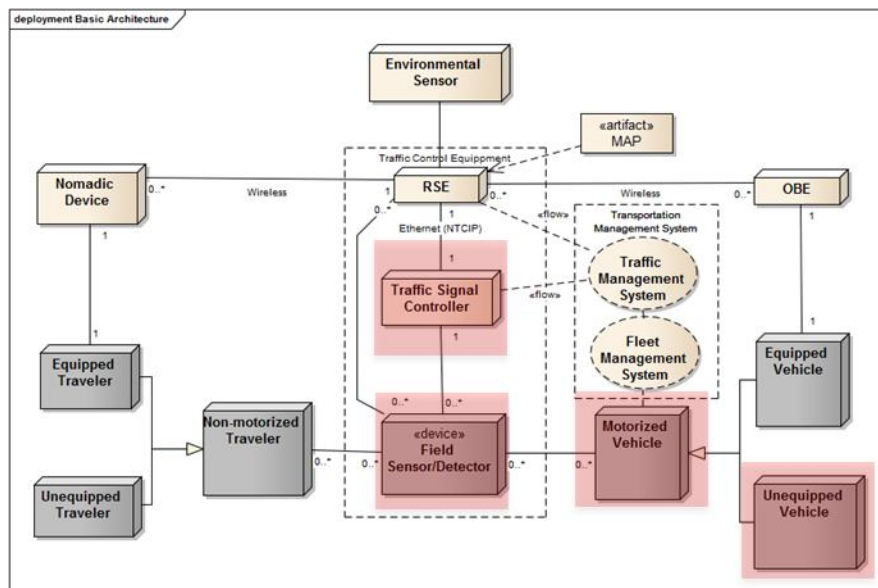 deployment Basic Architecture
Environmental
Sensor
«artifact»
MAP
Traffic Control Equippment
Nomadic
Device
0..*
Wireless
1
RSE
0..*
0..*
Wireless
0..*
OBE
1
«flow»
Transportation
Management System
1
Ethernet (NTCIP)
1
1
Traffic Signal
Controller
«flow»
Traffic
Management
System
1
Fleet
Management
System
1
1
Equipped
Traveler
Equipped
Vehicle
0..*
0..*
Non-motorized
Traveler
0..*
0..*
«device»
Field
Sensor/Detector
0..*
0..*
Motorized
Vehicle
Unequipped
Traveler
Unequipped
Vehicle